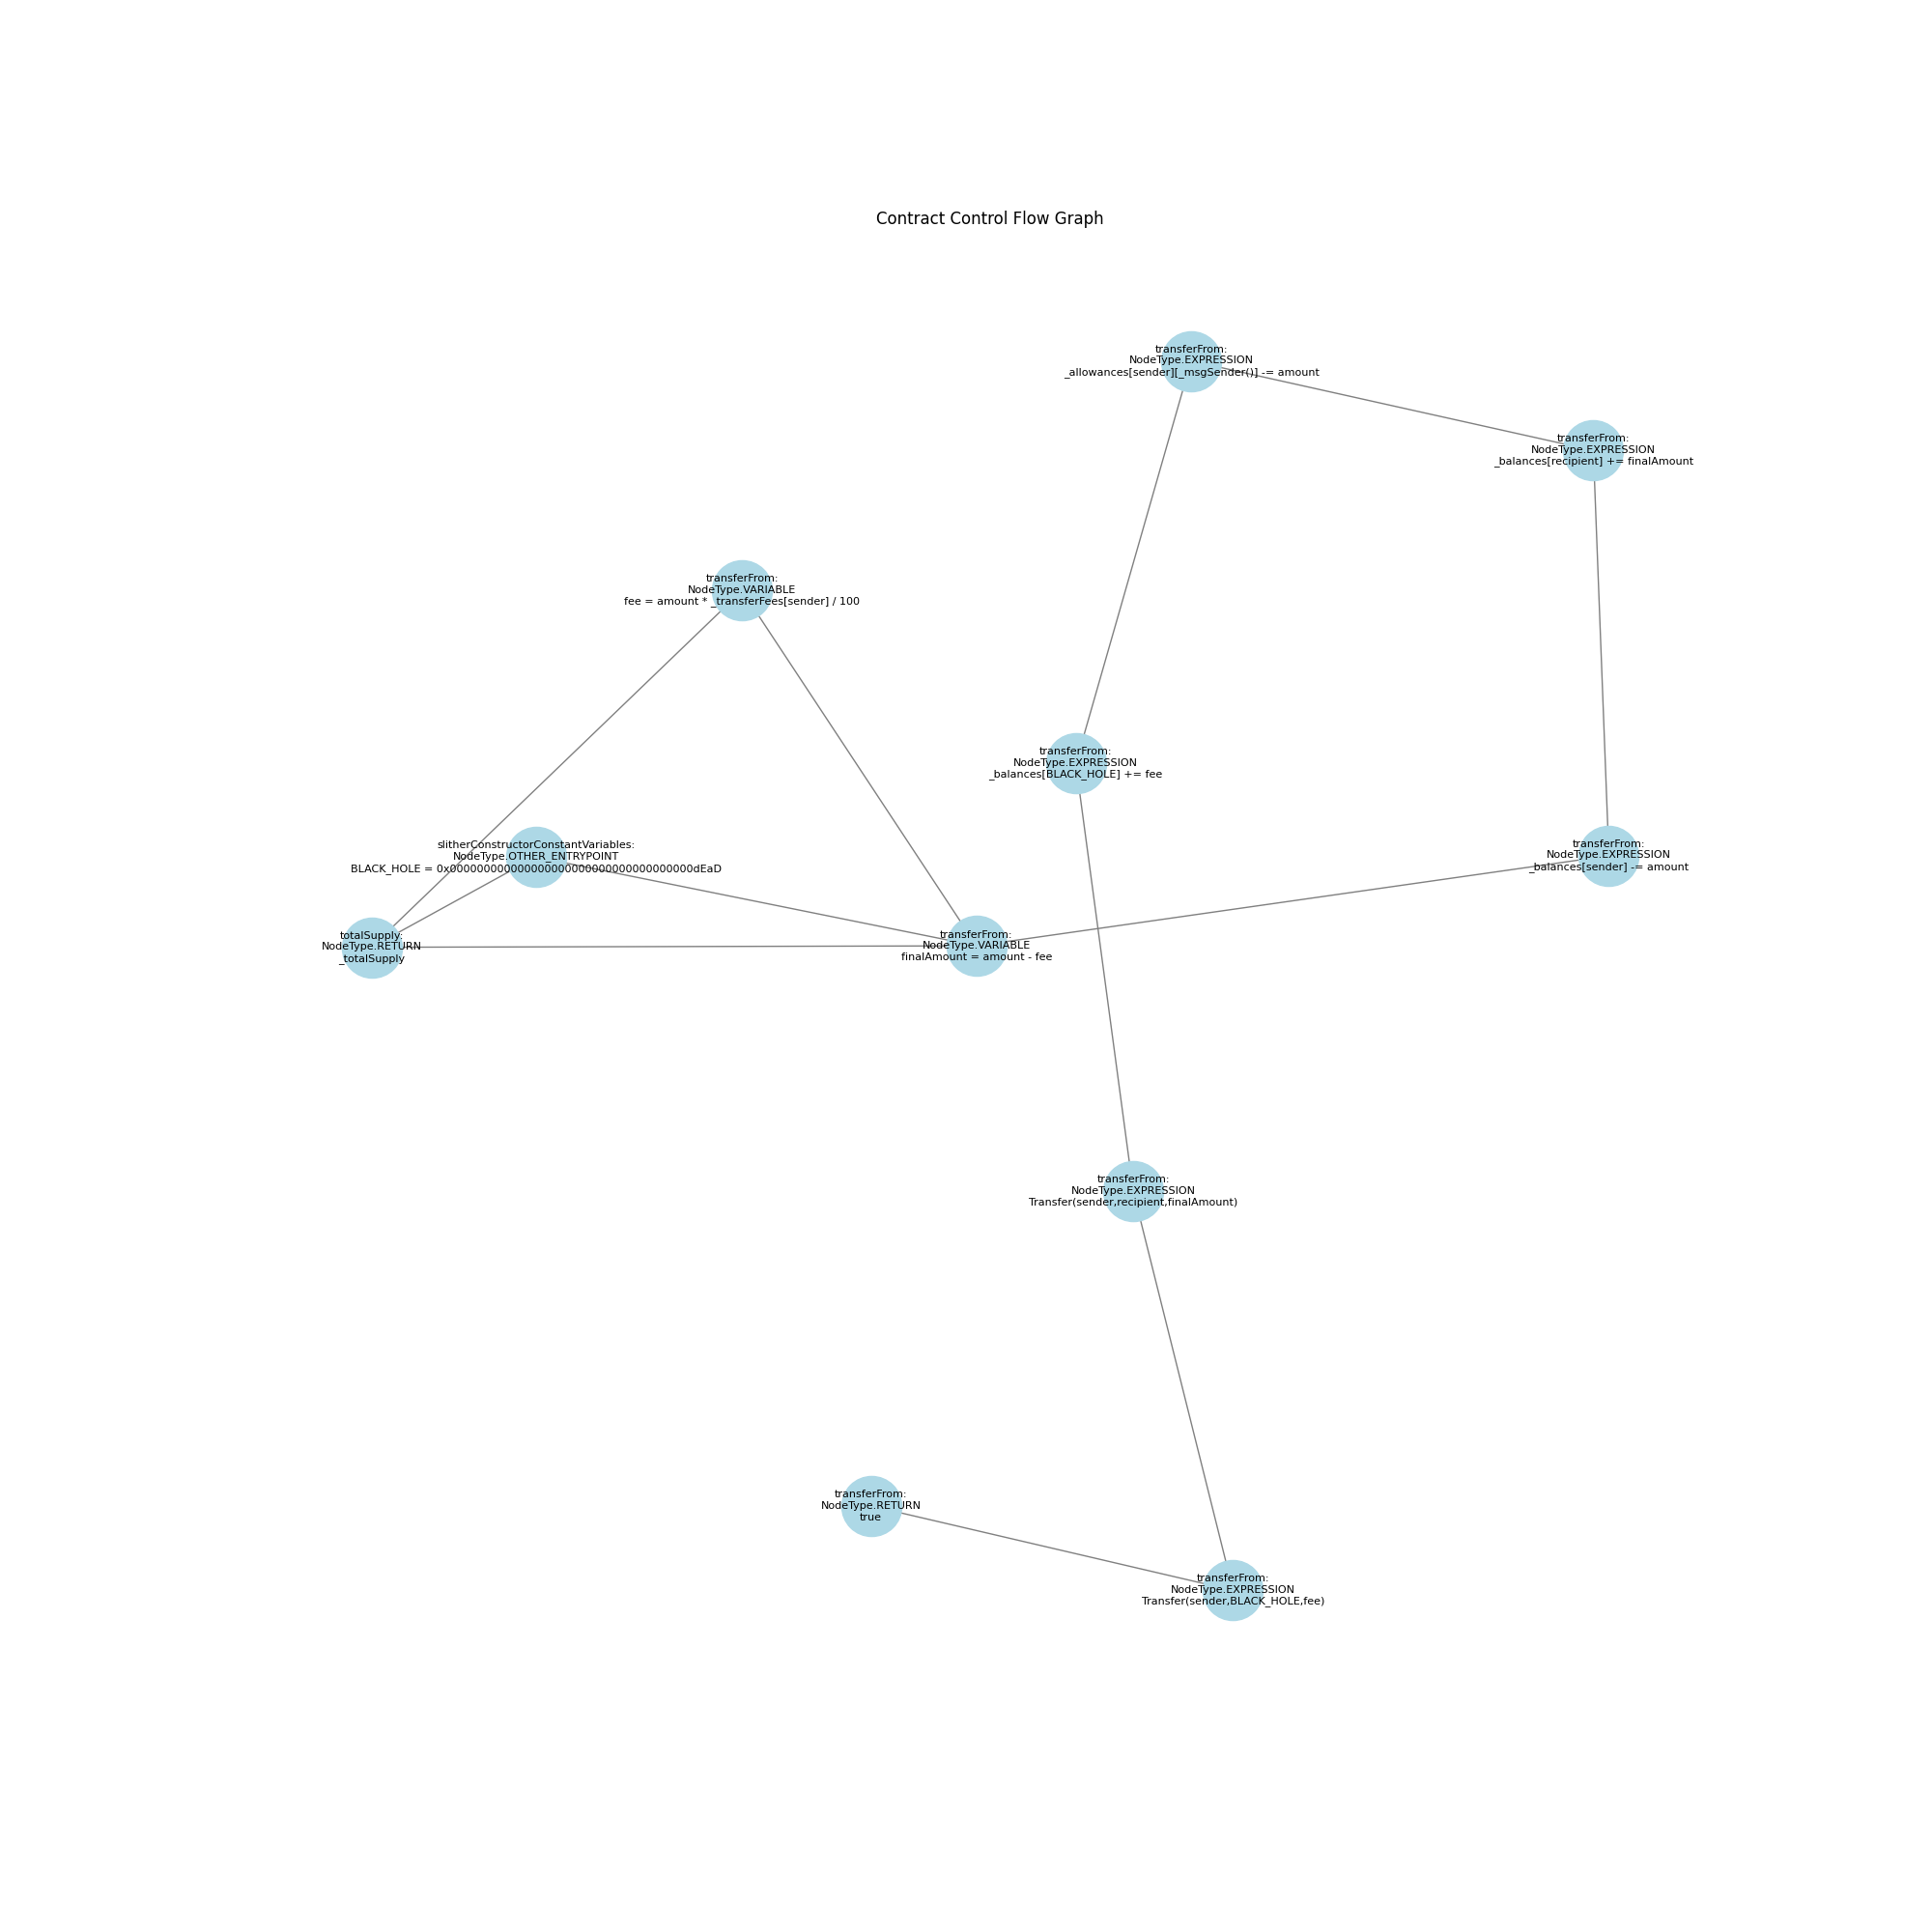 Contract Control Flow Graph
transferFrom:
NodeType.EXPRESSION
_allowances[sender][_msgSender()] -= amount
transferFrom:
NodeType.EXPRESSION
_balances[recipient] += finalAmount
transferFrom:
NodeType.VARIABLE
fee = amount * _transferFees[sender] / 100
transferFrom:
NodeType.EXPRESSION
_balances[BLACK_HOLE] += fee
slitherConstructorConstantVariables:
NodeType.OTHER_ENTRYPOINT
BLACK_HOLE = 0x000000000000000000000000000000000000dEaD
transferFrom:
NodeType.EXPRESSION
_balances[sender] -= amount
totalSupply:
NodeType.RETURN
_totalSupply
transferFrom:
NodeType.VARIABLE
finalAmount = amount - fee
transferFrom:
NodeType.EXPRESSION
Transfer(sender,recipient,finalAmount)
transferFrom:
NodeType.RETURN
true
transferFrom:
NodeType.EXPRESSION
Transfer(sender,BLACK_HOLE,fee)